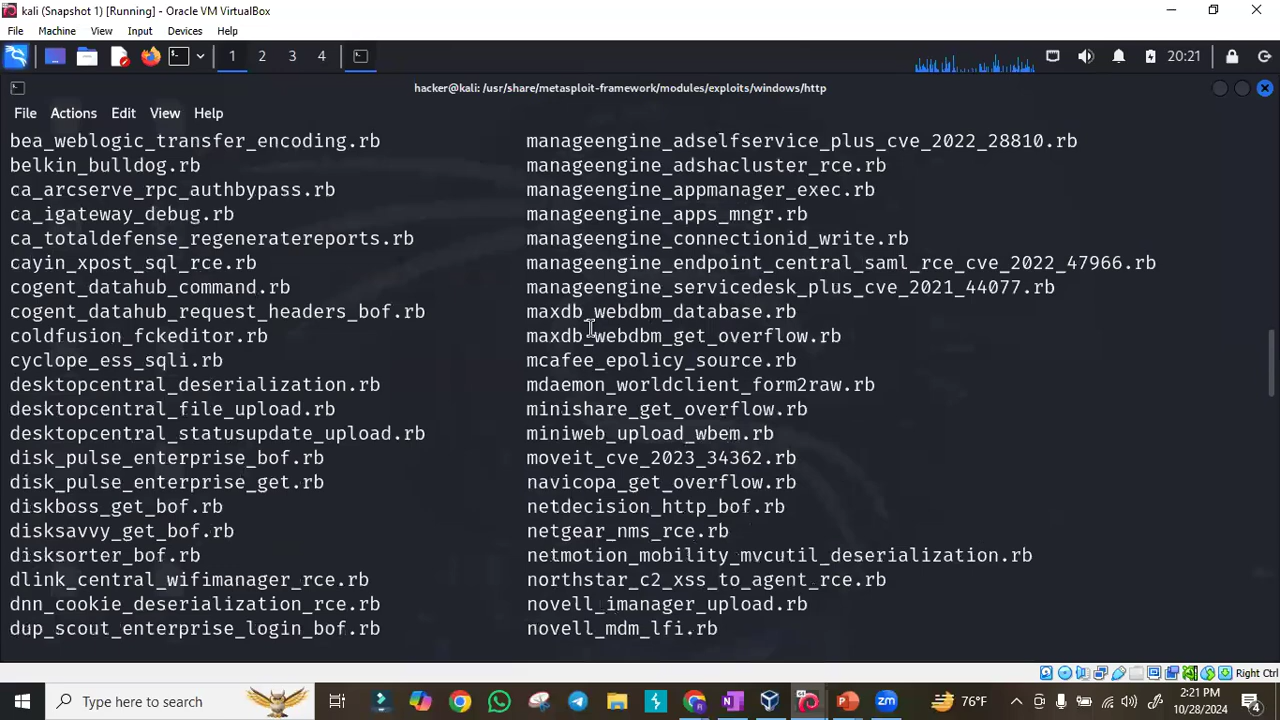 kali (Snapshot 1) [Running] - Oracle VM VirtualBox
File Machine View Input Devices Help
1 2 3 4 20:21
hacker@kali: /usr/share/metasploit-framework/modules/exploits/windows/http
File Actions Edit View Help
bea_weblogic_transfer_encoding.rb manageengine_adselfservice_plus_cve_2022_28810.rb
belkin_bulldog.rb manageengine_adshacluster_rce.rb
ca_arcserve_rpc_authbypass.rb manageengine_appmanager_exec.rb
ca_igateway_debug.rb manageengine_apps_mngr.rb
ca_totaldefense_regeneratereports.rb manageengine_connectionid_write.rb
cayin_xpost_sql_rce.rb manageengine_endpoint_central_saml_rce_cve_2022_47966.rb
cogent_datahub_command.rb manageengine_servicedesk_plus_cve_2021_44077.rb
cogent_datahub_request_headers_bof.rb maxdb_webdbm_database.rb
coldfusion_fckeditor.rb maxdb_webdbm_get_overflow.rb
cyclope_ess_sqli.rb mcafee_epolicy_source.rb
desktopcentral_deserialization.rb mdaemon_worldclient_form2raw.rb
desktopcentral_file_upload.rb minishare_get_overflow.rb
desktopcentral_statusupdate_upload.rb miniweb_upload_wbem.rb
disk_pulse_enterprise_bof.rb moveit_cve_2023_34362.rb
disk_pulse_enterprise_get.rb navicopa_get_overflow.rb
diskboss_get_bof.rb netdecision_http_bof.rb
disksavvy_get_bof.rb netgear_nms_rce.rb
disksorter_bof.rb netmotion_mobility_mvcutil_deserialization.rb
dlink_central_wifimanager_rce.rb northstar_c2_xss_to_agent_rce.rb
dnn_cookie_deserialization_rce.rb novell_imanager_upload.rb
dup_scout_enterprise_login_bof.rb novell_mdm_lfi.rb
Right Ctrl
Type here to search 76°F 2:21 PM
10/28/2024